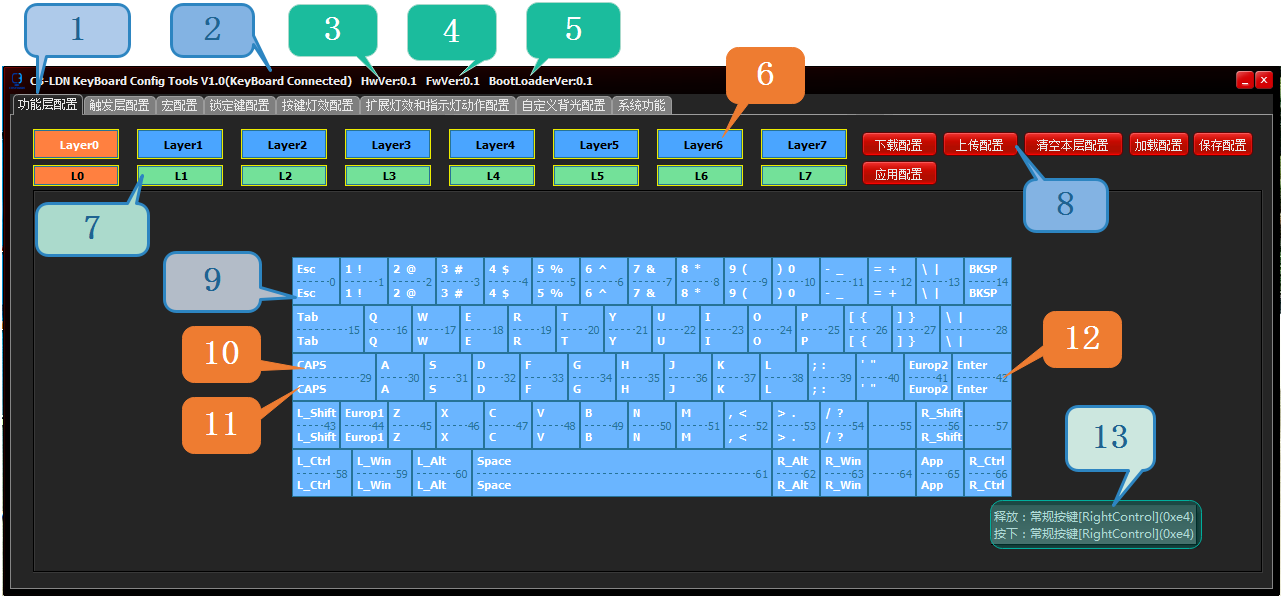 1
2
3
4
5
6
CS-LDN KeyBoard Config Tools V1.0(KeyBoard Connected) HwVer:0.1 FwVer:0.1 BootLoaderVer:0.1
功能层配置 触发层配置 宏配置 锁定键配置 按键灯效配置 扩展灯效和指示灯动作配置 自定义背光配置 系统功能
Layer0 Layer1 Layer2 Layer3 Layer4 Layer5 Layer6 Layer7 下载配置 上传配置 清空本层配置 加载配置 保存配置
L0 L1 L2 L3 L4 L5 L6 L7 应用配置
7
8
9
Esc 1 ! 2 @ 3 # 4 $ 5 % 6 ^ 7 & 8 * 9 ( ) 0 - _ = + \ | BKSP
0 1 2 3 4 5 6 7 8 9 10 11 12 13 14
Esc 1 ! 2 @ 3 # 4 $ 5 % 6 ^ 7 & 8 * 9 ( ) 0 - _ = + \ | BKSP
Tab Q W E R T Y U I O P [ { ] } \ |
15 16 17 18 19 20 21 22 23 24 25 26 27 28
Tab Q W E R T Y U I O P [ { ] } \ |
10
12
CAPS A S D F G H J K L ; : ' " Europ2 Enter
29 30 31 32 33 34 35 36 37 38 39 40 41 42
CAPS A S D F G H J K L ; : ' " Europ2 Enter
11
L_Shift Europ1 Z X C V B N M , < > . / ? R_Shift
43 44 45 46 47 48 49 50 51 52 53 54 55 56 57
L_Shift Europ1 Z X C V B N M , < > . / ? R_Shift
13
L_Ctrl L_Win L_Alt Space R_Alt R_Win App R_Ctrl
58 59 60 61 62 63 64 65 66
L_Ctrl L_Win L_Alt Space R_Alt R_Win App R_Ctrl
释放：常规按键[RightControl](0xe4)
按下：常规按键[RightControl](0xe4)